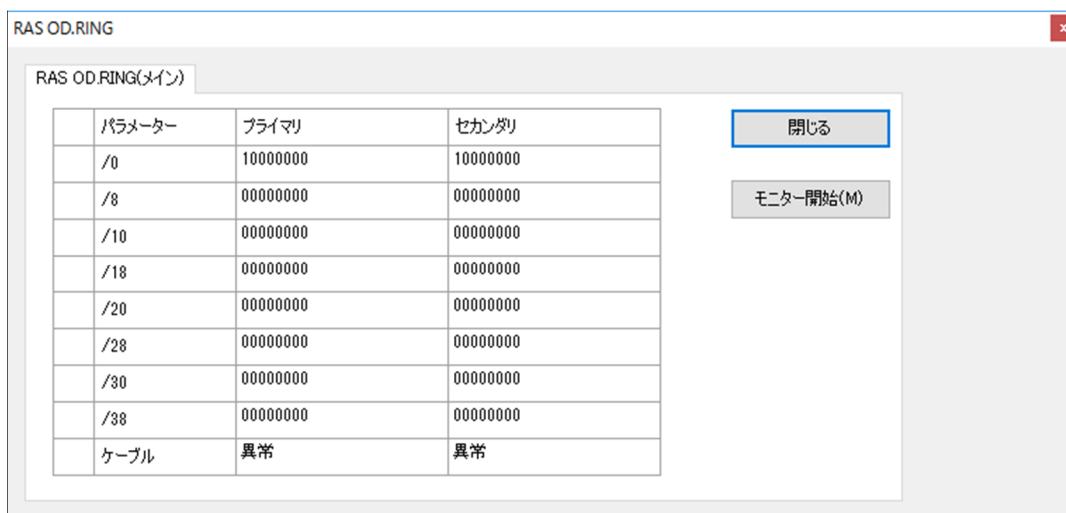 RAS OD.RING
x
RAS OD.RING(メイン)
パラメーター プライマリ セカンダリ
/0 10000000 10000000
/8 00000000 00000000
/10 00000000 00000000
/18 00000000 00000000
/20 00000000 00000000
/28 00000000 00000000
/30 00000000 00000000
/38 00000000 00000000
ケーブル 異常 異常
閉じる
モニター開始(M)